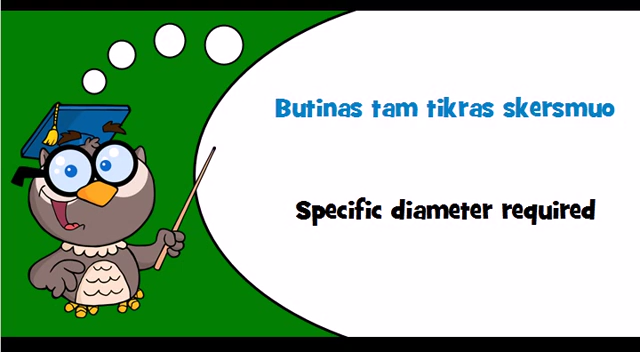 Butinas tam tikras skersmuo
Specific diameter required